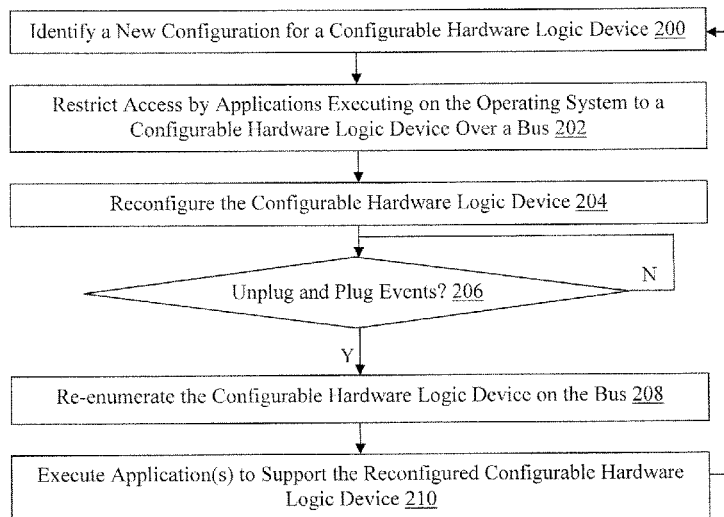 Identify a New Configuration for a Configurable Hardware Logic Device 200
Restrict Access by Applications Executing on the Operating System to a
Configurable Hardware Logic Device Over a Bus 202
Reconfigure the Configurable Hardware Logic Device 204
Unplug and Plug Events? 206
N
Y
Re-enumerate the Configurable Hardware Logic Device on the Bus 208
Execute Application(s) to Support the Reconfigured Configurable Hardware
Logic Device 210